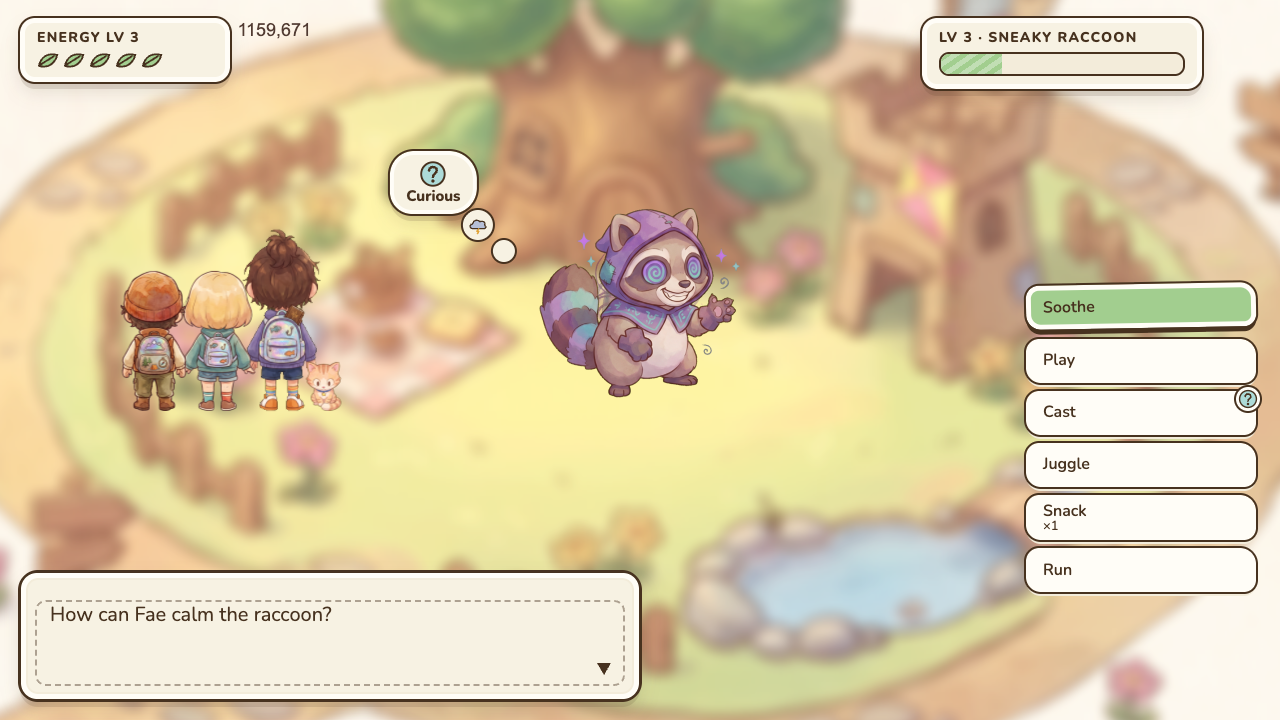 ENERGY LV 3
1159,671
LV 3 · SNEAKY RACCOON
?
Curious
Soothe
Play
Cast
?
Juggle
Snack
×1
Run
How can Fae calm the raccoon?